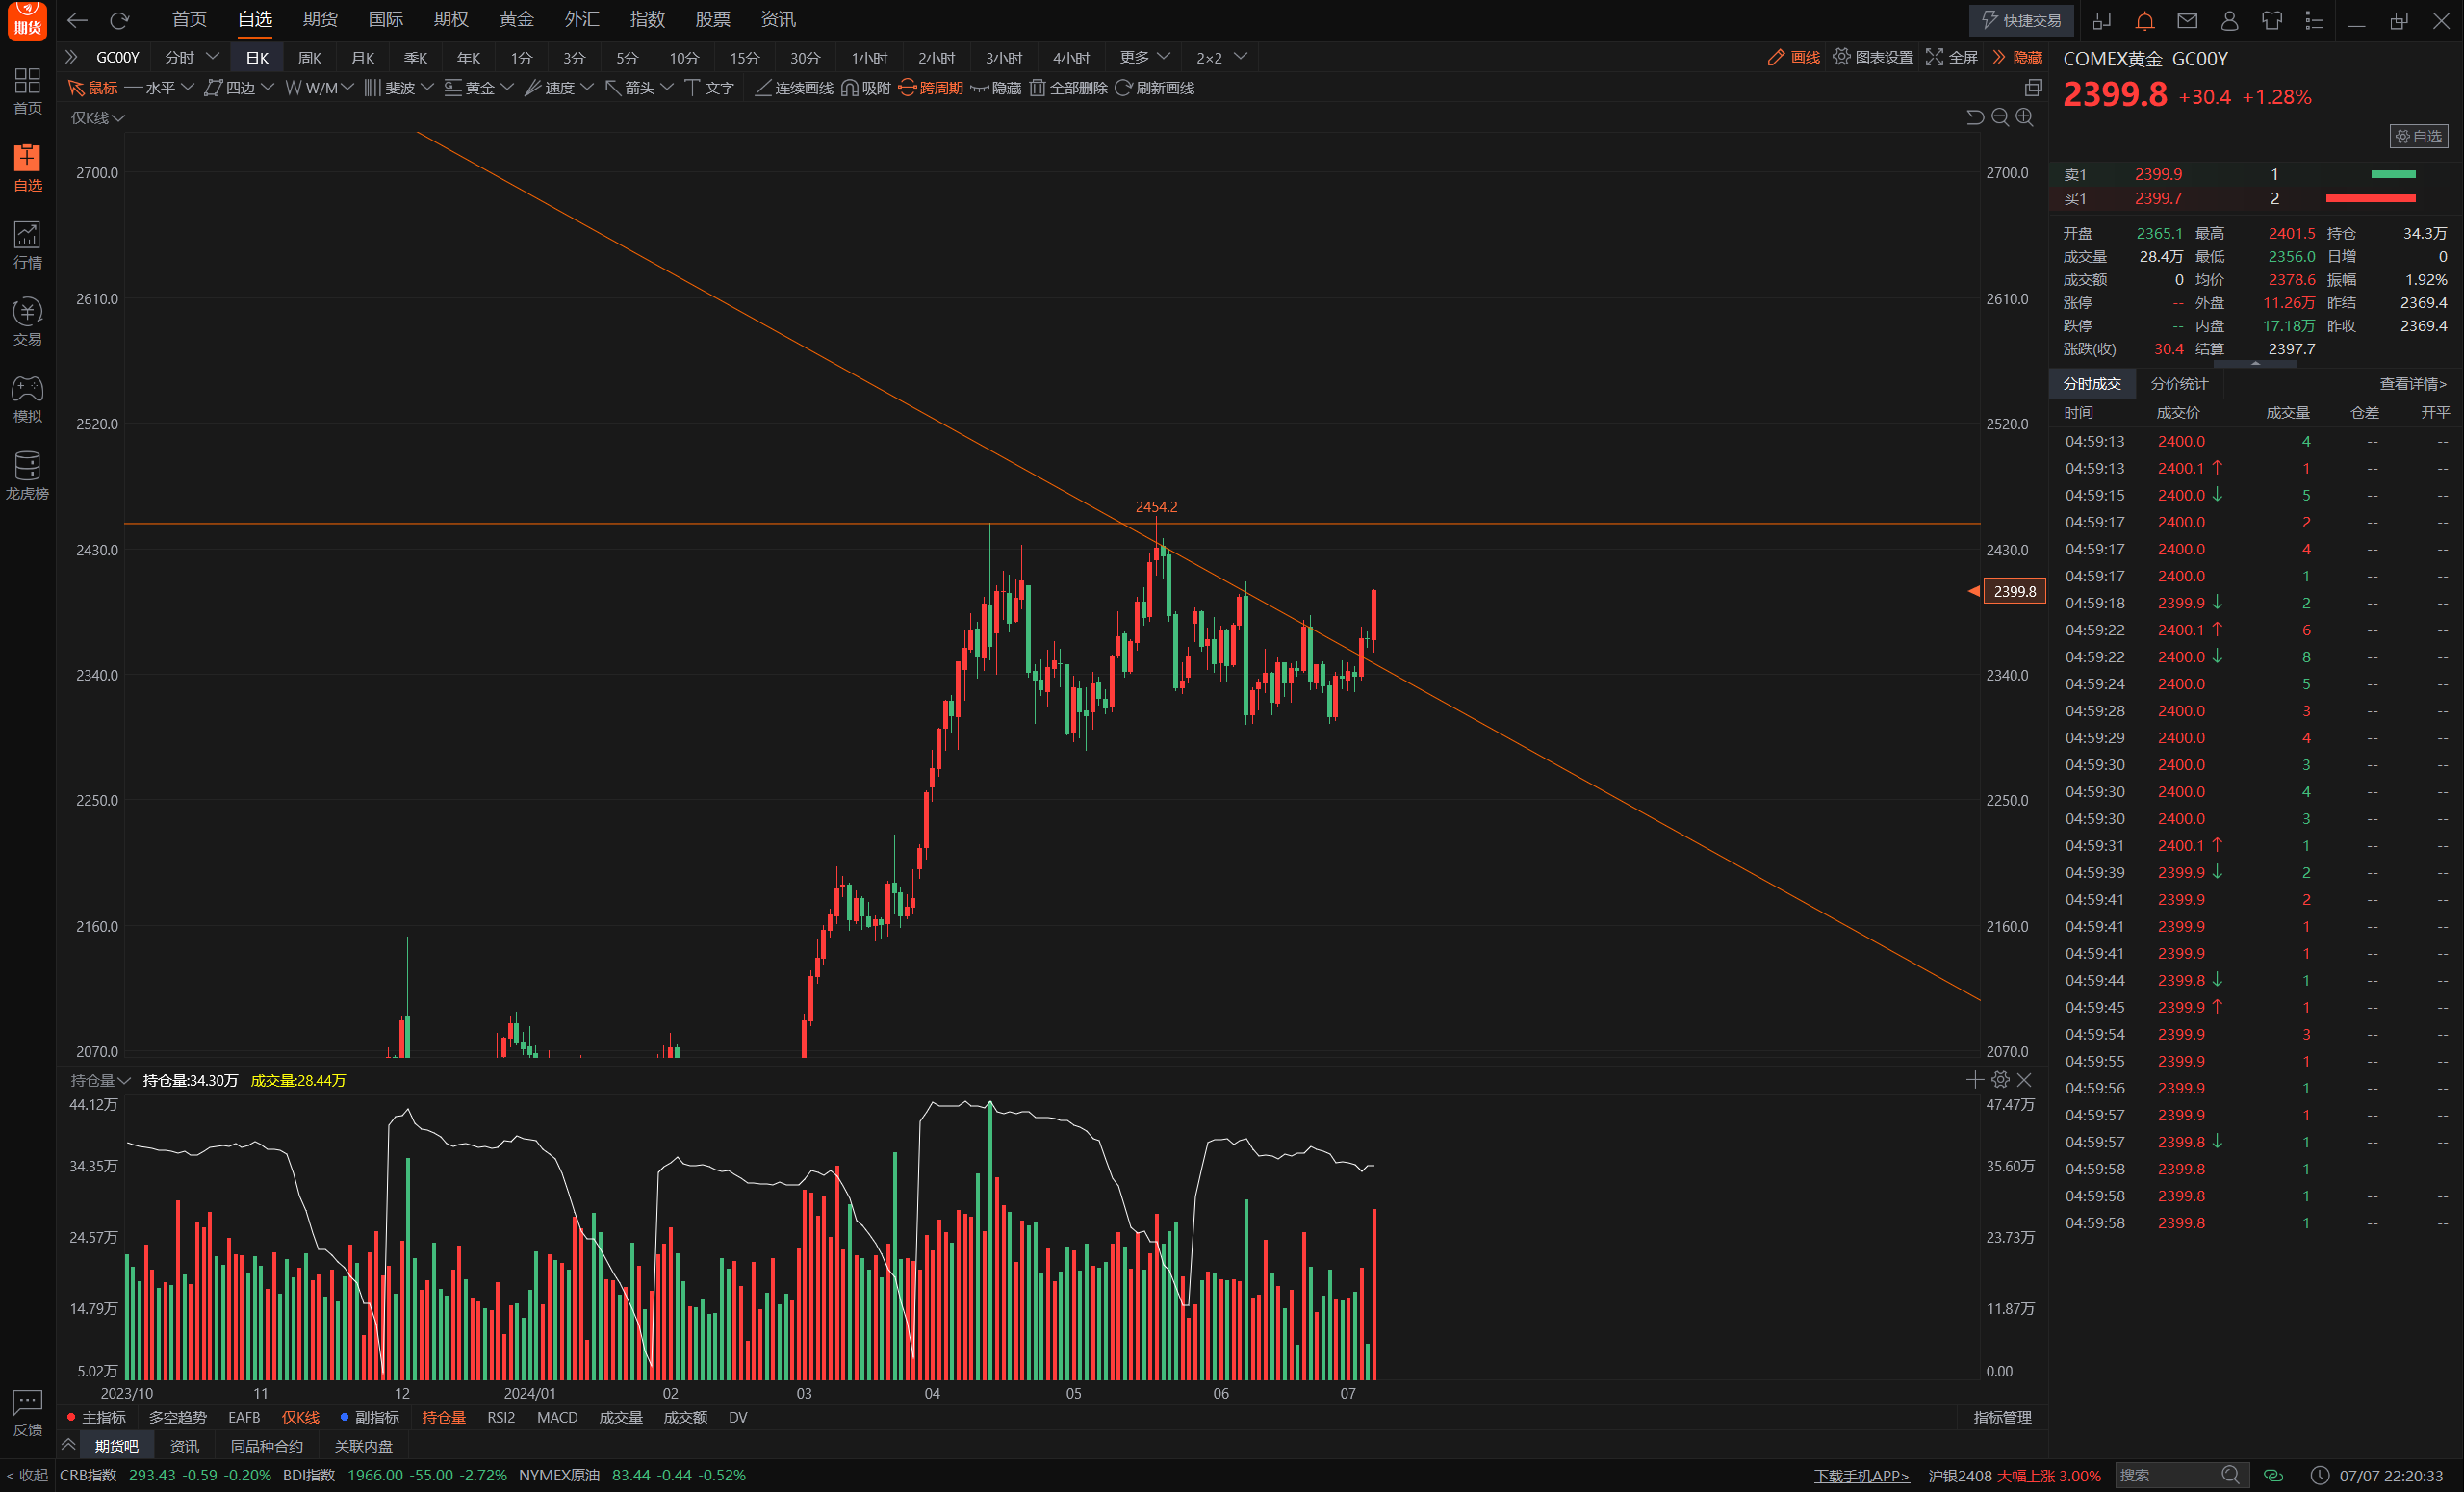 期货
首页 自选 期货 国际 期权 黄金 外汇 指数 股票 资讯 快捷交易
GC00Y 分时 日K 周K 月K 季K 年K 1分 3分 5分 10分 15分 30分 1小时 2小时 3小时 4小时 更多 2×2 画线 图表设置 全屏 隐藏
鼠标 水平 四边 W/M 斐波 黄金 速度 箭头 文字 连续画线 吸附 跨周期 隐藏 全部删除 刷新画线
首页
自选
行情
交易
模拟
龙虎榜
反馈
< 收起
仅K线
2700.0 2700.0
2610.0 2610.0
2520.0 2520.0
2454.2
2430.0 2430.0
2399.8
2340.0 2340.0
2250.0 2250.0
2160.0 2160.0
2070.0 2070.0
持仓量 持仓量:34.30万 成交量:28.44万
44.12万 47.47万
34.35万 35.60万
24.57万 23.73万
14.79万 11.87万
5.02万 0.00
2023/10 11 12 2024/01 02 03 04 05 06 07
主指标 多空趋势 EAFB 仅K线 副指标 持仓量 RSI2 MACD 成交量 成交额 DV 指标管理
期货吧 资讯 同品种合约 关联内盘
COMEX黄金 GC00Y
2399.8 +30.4 +1.28%
自选
卖1 2399.9 1
买1 2399.7 2
开盘 2365.1 最高 2401.5 持仓 34.3万
成交量 28.4万 最低 2356.0 日增 0
成交额 0 均价 2378.6 振幅 1.92%
涨停 -- 外盘 11.26万 昨结 2369.4
跌停 -- 内盘 17.18万 昨收 2369.4
涨跌(收) 30.4 结算 2397.7
分时成交 分价统计 查看详情>
时间 成交价 成交量 仓差 开平
04:59:13 2400.0 4 -- --
04:59:13 2400.1 ↑ 1 -- --
04:59:15 2400.0 ↓ 5 -- --
04:59:17 2400.0 2 -- --
04:59:17 2400.0 4 -- --
04:59:17 2400.0 1 -- --
04:59:18 2399.9 ↓ 2 -- --
04:59:22 2400.1 ↑ 6 -- --
04:59:22 2400.0 ↓ 8 -- --
04:59:24 2400.0 5 -- --
04:59:28 2400.0 3 -- --
04:59:29 2400.0 4 -- --
04:59:30 2400.0 3 -- --
04:59:30 2400.0 4 -- --
04:59:30 2400.0 3 -- --
04:59:31 2400.1 ↑ 1 -- --
04:59:39 2399.9 ↓ 2 -- --
04:59:41 2399.9 2 -- --
04:59:41 2399.9 1 -- --
04:59:41 2399.9 1 -- --
04:59:44 2399.8 ↓ 1 -- --
04:59:45 2399.9 ↑ 1 -- --
04:59:54 2399.9 3 -- --
04:59:55 2399.9 1 -- --
04:59:56 2399.9 1 -- --
04:59:57 2399.9 1 -- --
04:59:57 2399.8 ↓ 1 -- --
04:59:58 2399.8 1 -- --
04:59:58 2399.8 1 -- --
04:59:58 2399.8 1 -- --
CRB指数 293.43 -0.59 -0.20% BDI指数 1966.00 -55.00 -2.72% NYMEX原油 83.44 -0.44 -0.52% 下载手机APP> 沪银2408 大幅上涨 3.00% 搜索 07/07 22:20:33